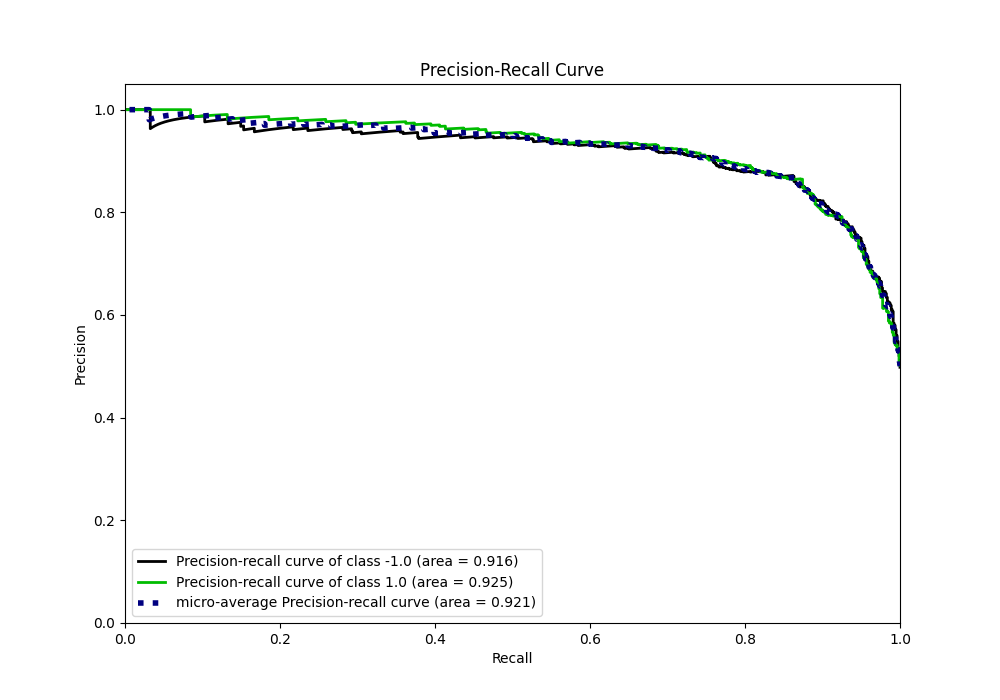 Precision-Recall Curve
1.0
0.8
0.6
0.4
0.2
0.0
Precision
Precision-recall curve of class -1.0 (area = 0.916)
Precision-recall curve of class 1.0 (area = 0.925)
micro-average Precision-recall curve (area = 0.921)
0.0 0.2 0.4 0.6 0.8 1.0
Recall